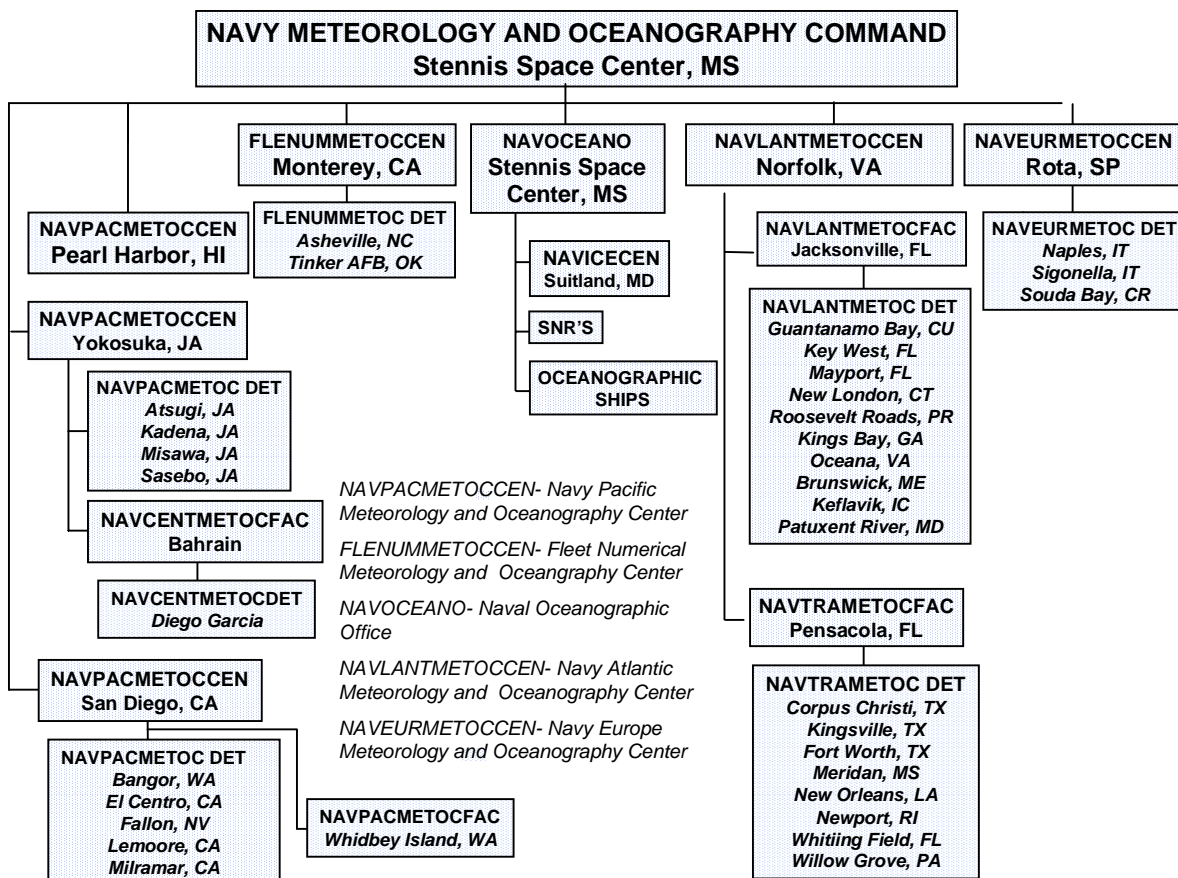 NAVY METEOROLOGY AND OCEANOGRAPHY COMMAND
Stennis Space Center, MS
FLENUMMETOCCEN
Monterey, CA
NAVOCEANO
Stennis Space
Center, MS
NAVLANTMETOCCEN
Norfolk, VA
NAVEURMETOCCEN
Rota, SP
NAVPACMETOCCEN
Pearl Harbor, HI
FLENUMMETOC DET
Asheville, NC
Tinker AFB, OK
NAVICECEN
Suitland, MD
SNR'S
OCEANOGRAPHIC
SHIPS
NAVLANTMETOCFAC
Jacksonville, FL
NAVEURMETOC DET
Naples, IT
Sigonella, IT
Souda Bay, CR
NAVLANTMETOC DET
Guantanamo Bay, CU
Key West, FL
Mayport, FL
New London, CT
Roosevelt Roads, PR
Kings Bay, GA
Oceana, VA
Brunswick, ME
Keflavik, IC
Patuxent River, MD
NAVPACMETOCCEN
Yokosuka, JA
NAVPACMETOC DET
Atsugi, JA
Kadena, JA
Misawa, JA
Sasebo, JA
NAVCENTMETOCFAC
Bahrain
NAVCENTMETOCDET
Diego Garcia
NAVPACMETOCCEN- Navy Pacific
Meteorology and Oceanography Center
FLENUMMETOCCEN- Fleet Numerical
Meteorology and Oceangraphy Center
NAVOCEANO- Naval Oceanographic
Office
NAVLANTMETOCCEN- Navy Atlantic
Meteorology and Oceanography Center
NAVEURMETOCCEN- Navy Europe
Meteorology and Oceanography Center
NAVTRAMETOCFAC
Pensacola, FL
NAVTRAMETOC DET
Corpus Christi, TX
Kingsville, TX
Fort Worth, TX
Meridan, MS
New Orleans, LA
Newport, RI
Whitiing Field, FL
Willow Grove, PA
NAVPACMETOCCEN
San Diego, CA
NAVPACMETOC DET
Bangor, WA
El Centro, CA
Fallon, NV
Lemoore, CA
Milramar, CA
NAVPACMETOCFAC
Whidbey Island, WA